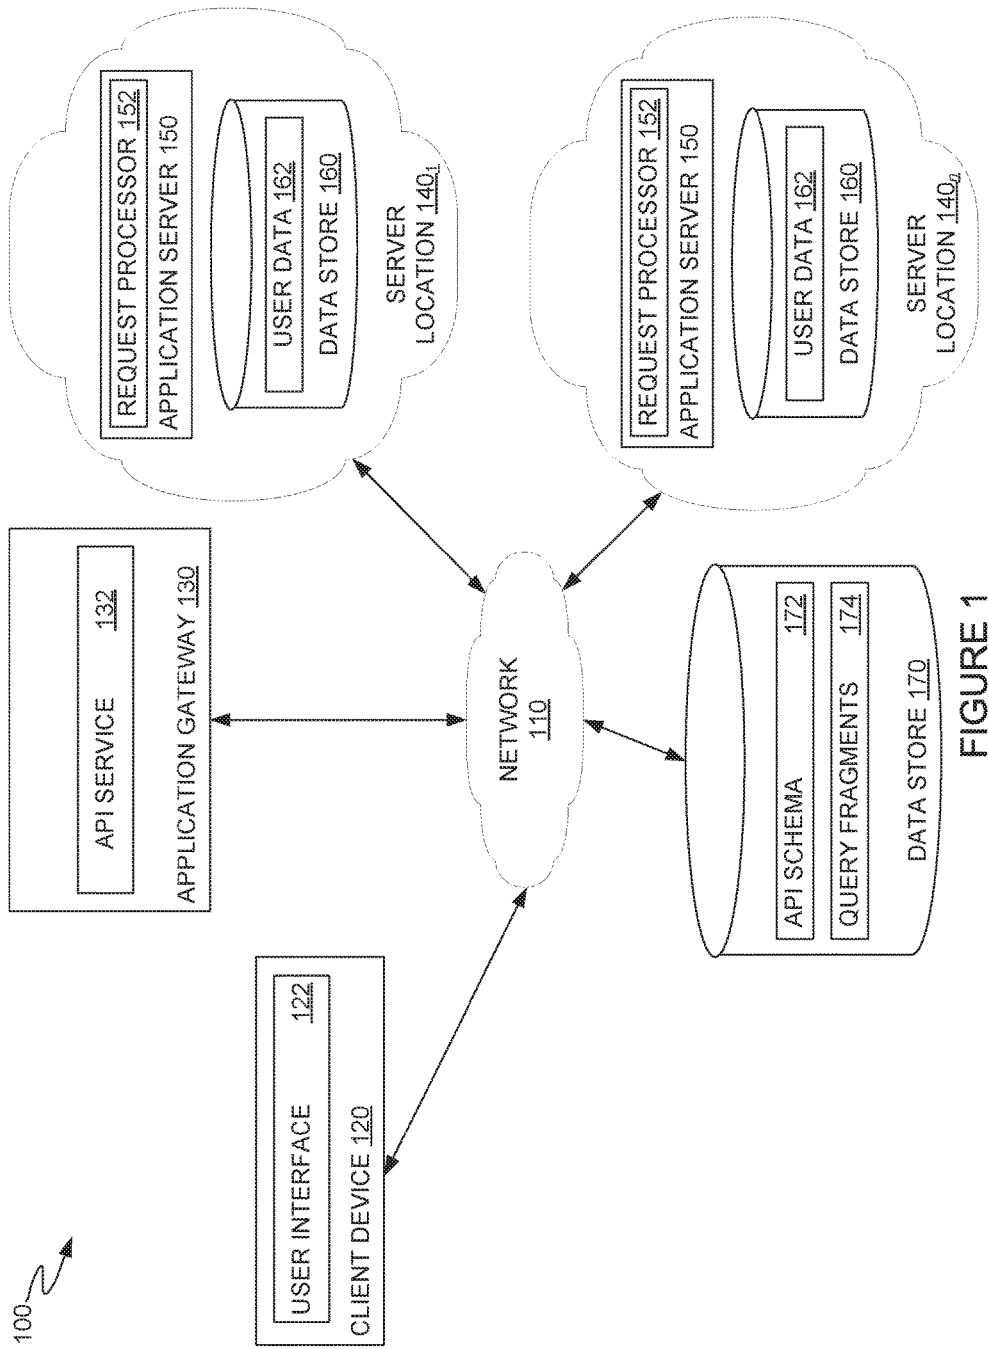 100
USER INTERFACE 122
CLIENT DEVICE 120
API SERVICE 132
APPLICATION GATEWAY 130
NETWORK
110
REQUEST PROCESSOR 152
APPLICATION SERVER 150
USER DATA 162
DATA STORE 160
SERVER
LOCATION 140₁
API SCHEMA 172
QUERY FRAGMENTS 174
DATA STORE 170
REQUEST PROCESSOR 152
APPLICATION SERVER 150
USER DATA 162
DATA STORE 160
SERVER
LOCATION 140ₙ
FIGURE 1